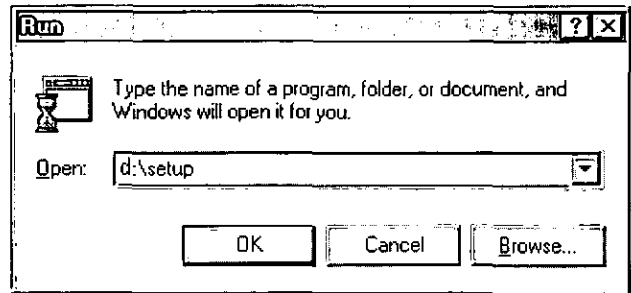 Run
Type the name of a program, folder, or document, and
Windows will open it for you.
Open: d:\setup
OK Cancel Browse...